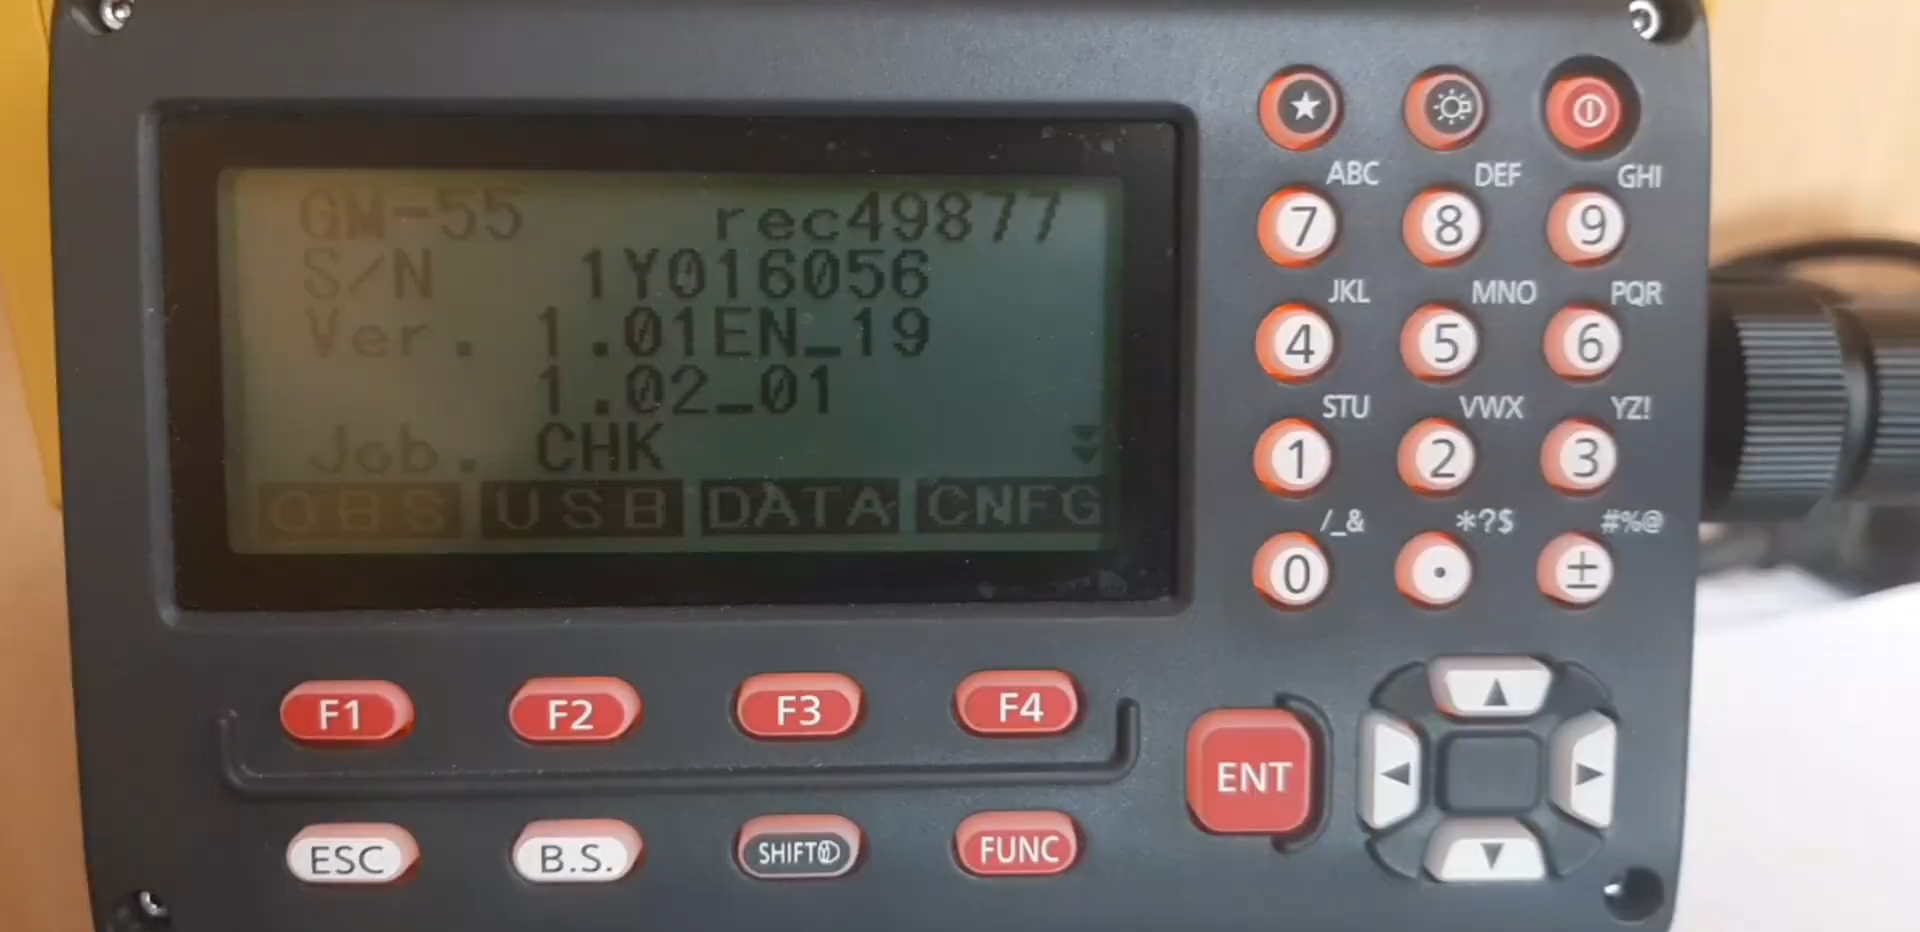 GM-55 rec49877
S/N 1Y016056
Ver. 1.01EN_19
1.02_01
Job. CHK
OBS USB DATA CNFG
ABC DEF GHI
7 8 9
JKL MNO PQR
4 5 6
STU VWX YZ!
1 2 3
/_& *?$ #%@
0 . ±
F1 F2 F3 F4
ENT
ESC B.S. SHIFT FUNC